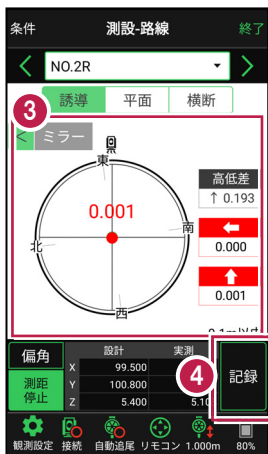 条件 測設-路線 終了
< NO.2R >
3
誘導 平面 横断
< ミラー
東
高低差
↑ 0.193
0.001
南
←
0.000
北
↑
0.001
西
偏角 設計 実測
X 99.500
測距停止 Y 100.800
Z 5.400 5.10
4
記録
観測設定 接続 自動追尾 リモコン 1.000m 80%